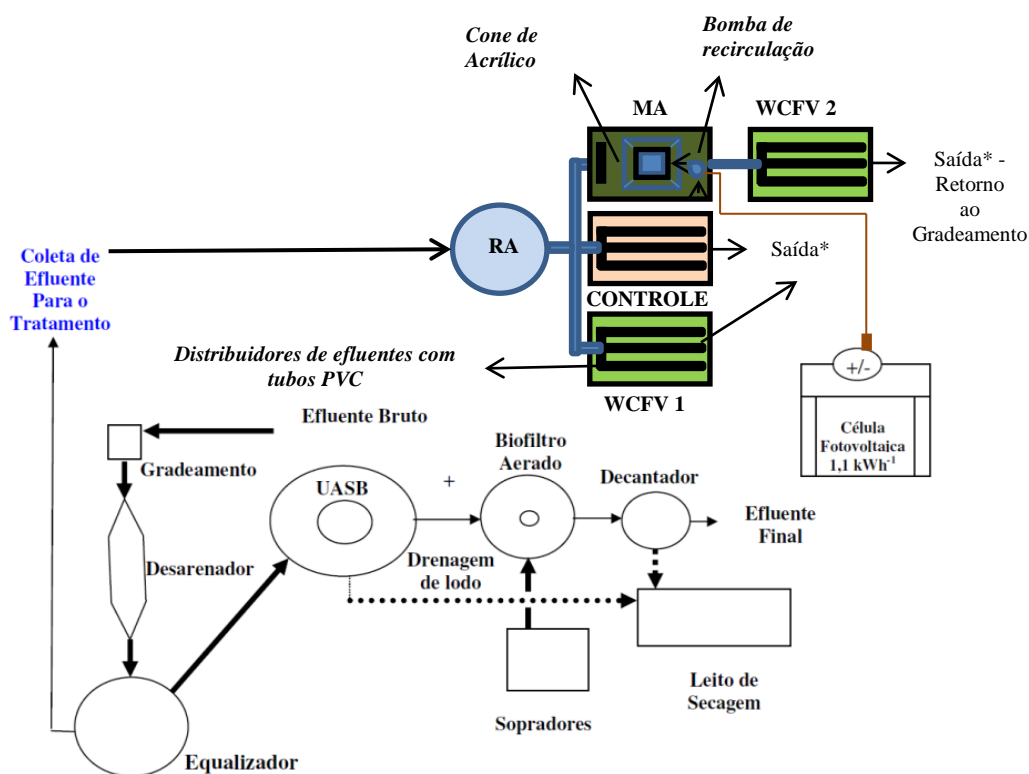 Cone de
Acrílico
Bomba de
recirculação
MA
WCFV 2
Saída* -
Retorno
ao
Gradeamento
RA
Saída*
Coleta de
Efluente
Para o
Tratamento
CONTROLE
Distribuidores de efluentes com
tubos PVC
WCFV 1
+/-
Célula
Fotovoltaica
1,1 kWh⁻¹
Efluente Bruto
Gradeamento
Biofiltro
Aerado
UASB
+
Decantador
Efluente
Final
Desarenador
Drenagem
de lodo
Leito de
Secagem
Sopradores
Equalizador